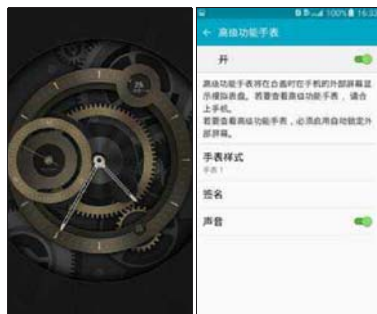 100% 16:33
← 高级功能手表
开
高级功能手表将在合盖时在手机的外部屏幕显
示模拟表盘。若要查看高级功能手表，请合
上手机。
若要查看高级功能手表，必须启用自动锁定外
部屏幕。
手表样式
手表 1
签名
声音